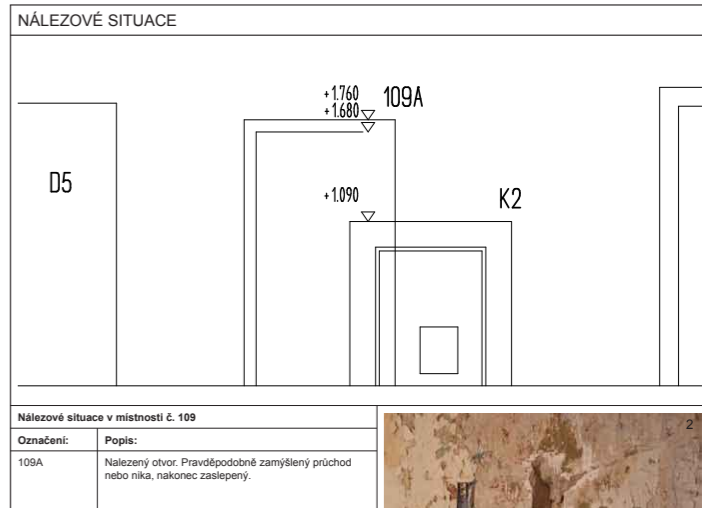 NÁLEZOVÉ SITUACE
+1.760
109A
+1.680
D5
+1.090
K2
Nálezové situace v místnosti č. 109
Označení: Popis:
109A Nalezený otvor. Pravděpodobně zamýšlený průchod
nebo nika, nakonec zaslepený.
2